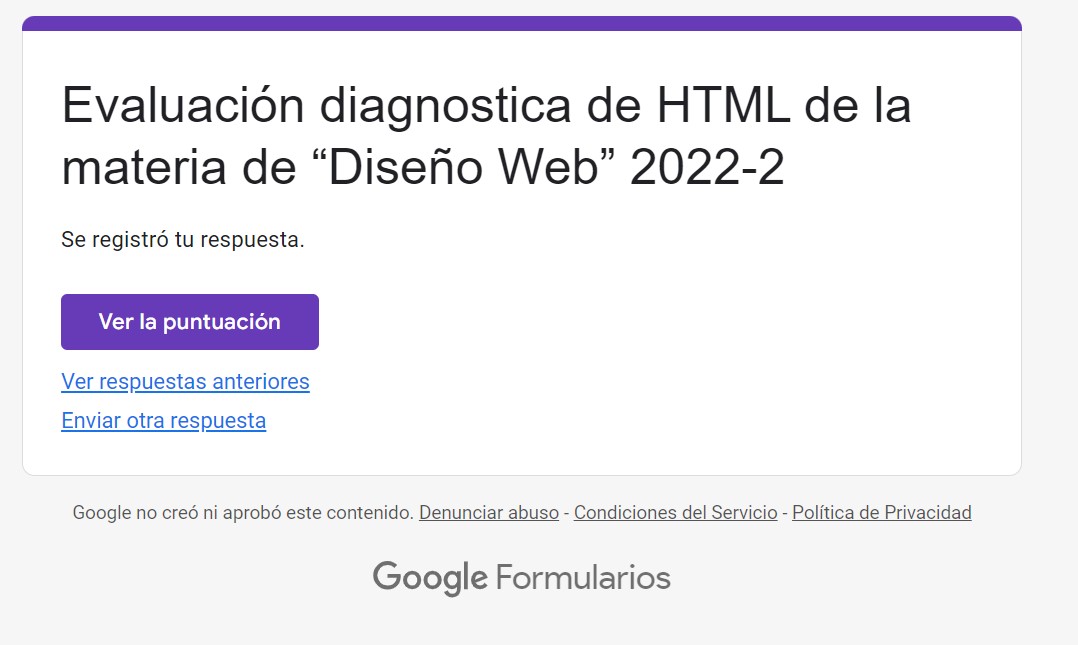 Evaluación diagnostica de HTML de la
materia de “Diseño Web” 2022-2
Se registró tu respuesta.
Ver la puntuación
Ver respuestas anteriores
Enviar otra respuesta
Google no creó ni aprobó este contenido. Denunciar abuso - Condiciones del Servicio - Política de Privacidad
Google Formularios